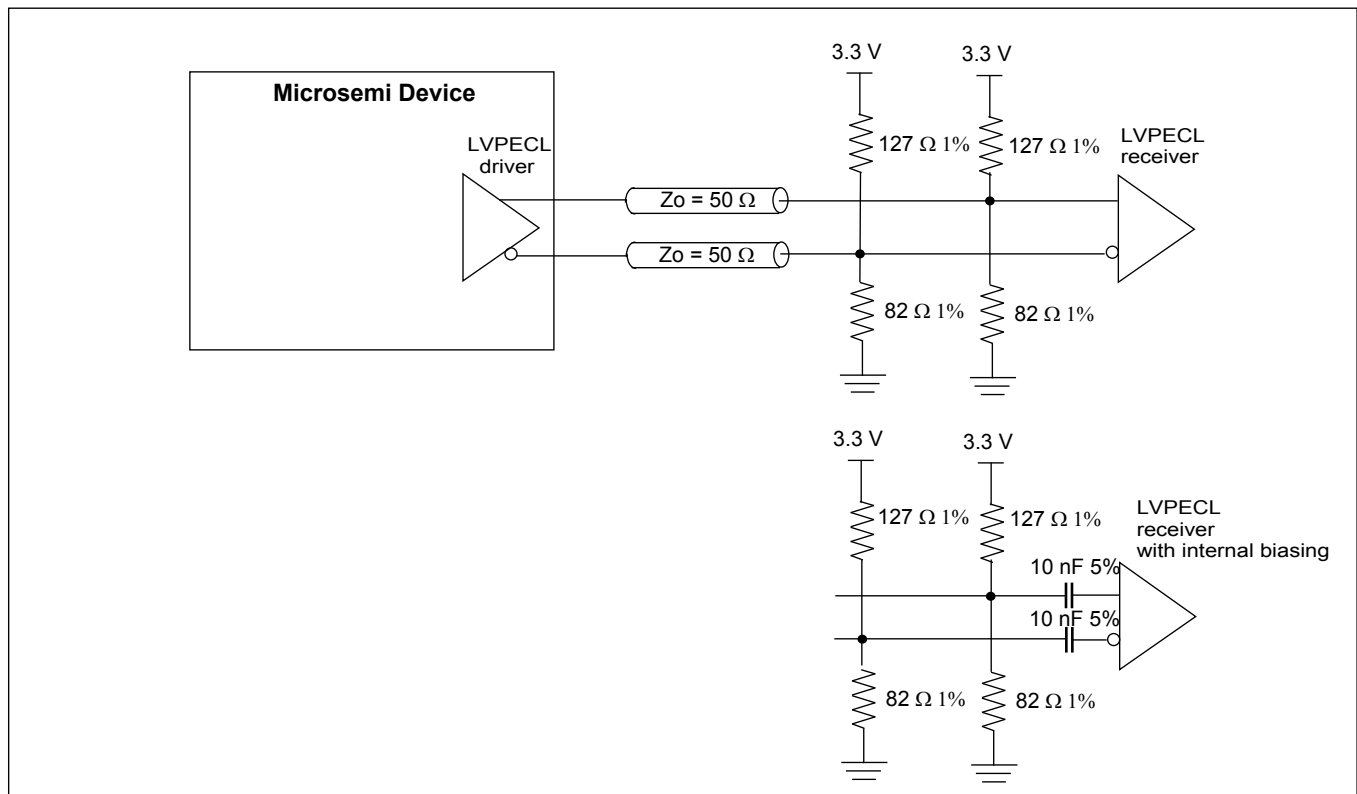 Microsemi Device
LVPECL
driver
Zo = 50 Ω
Zo = 50 Ω
3.3 V
3.3 V
127 Ω 1%
127 Ω 1%
LVPECL
receiver
82 Ω 1%
82 Ω 1%
3.3 V
3.3 V
127 Ω 1%
127 Ω 1%
LVPECL
receiver
with internal biasing
10 nF 5%
10 nF 5%
82 Ω 1%
82 Ω 1%